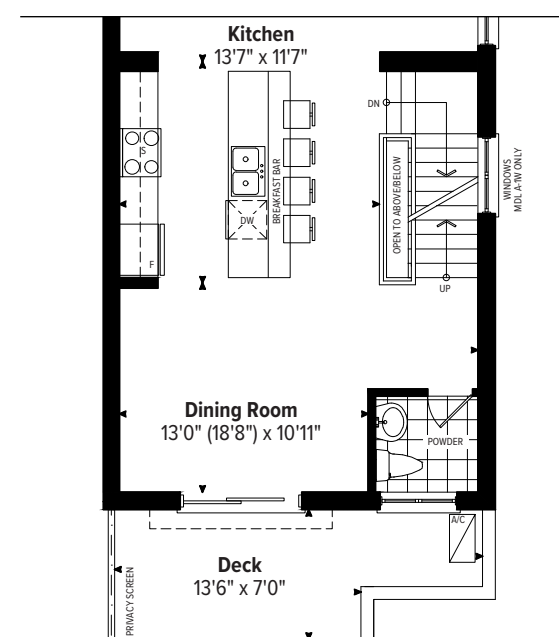 Kitchen
13'7" x 11'7"
DN
S
BREAKFAST BAR
OPEN TO ABOVE/BELOW
WINDOWS
MDL A-1W ONLY
DW
F
UP
Dining Room
13'0" (18'8") x 10'11"
POWDER
A/C
Deck
13'6" x 7'0"
PRIVACY SCREEN